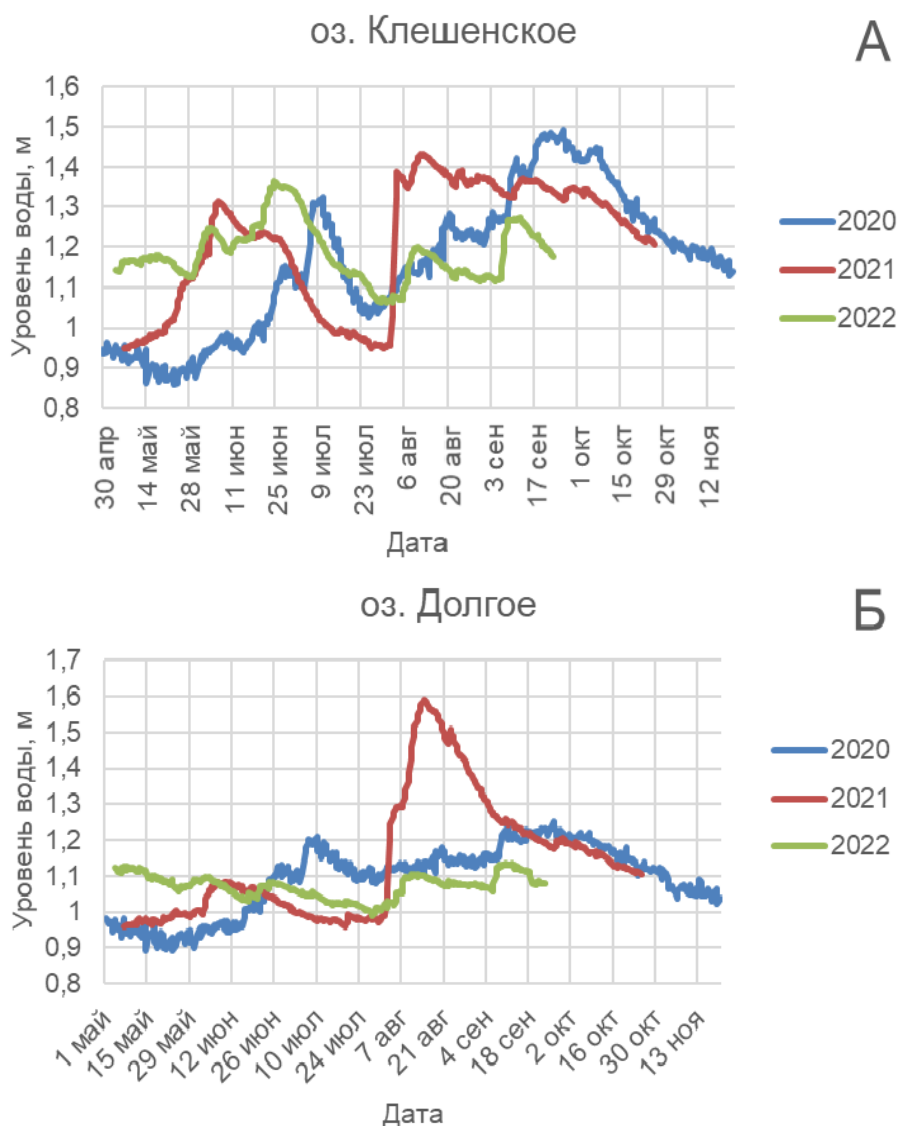 оз. Клешенское
А
Уровень воды, м
1,6
1,5
1,4
1,3
1,2
1,1
1
0,9
0,8
30 апр
14 май
28 май
11 июн
25 июн
9 июл
23 июл
6 авг
20 авг
3 сен
17 сен
1 окт
15 окт
29 окт
12 ноя
Дата
2020
2021
2022
оз. Долгое
Б
Уровень воды, м
1,7
1,6
1,5
1,4
1,3
1,2
1,1
1
0,9
0,8
1 май
15 май
29 май
12 июн
26 июн
10 июл
24 июл
7 авг
21 авг
4 сен
18 сен
2 окт
16 окт
30 окт
13 ноя
Дата
2020
2021
2022